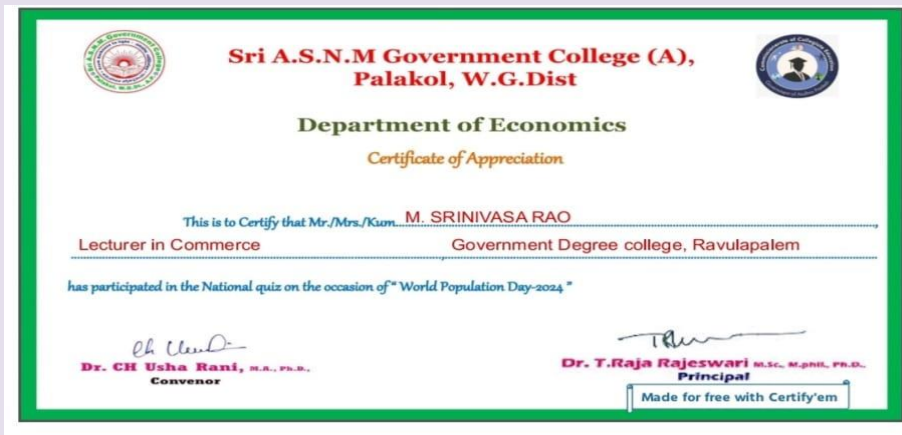 Sri A.S.N.M Government College (A),
Palakol, W.G.Dist
Department of Economics
Certificate of Appreciation
This is to Certify that Mr./Mrs./Kum M. SRINIVASA RAO
Lecturer in Commerce , Government Degree college, Ravulapalem
has participated in the National quiz on the occasion of " World Population Day-2024 "
Dr. CH Usha Rani, M.A., Ph.D.,
Convenor
Dr. T.Raja Rajeswari M.Sc., M.phil., Ph.D..
Principal
Made for free with Certify'em